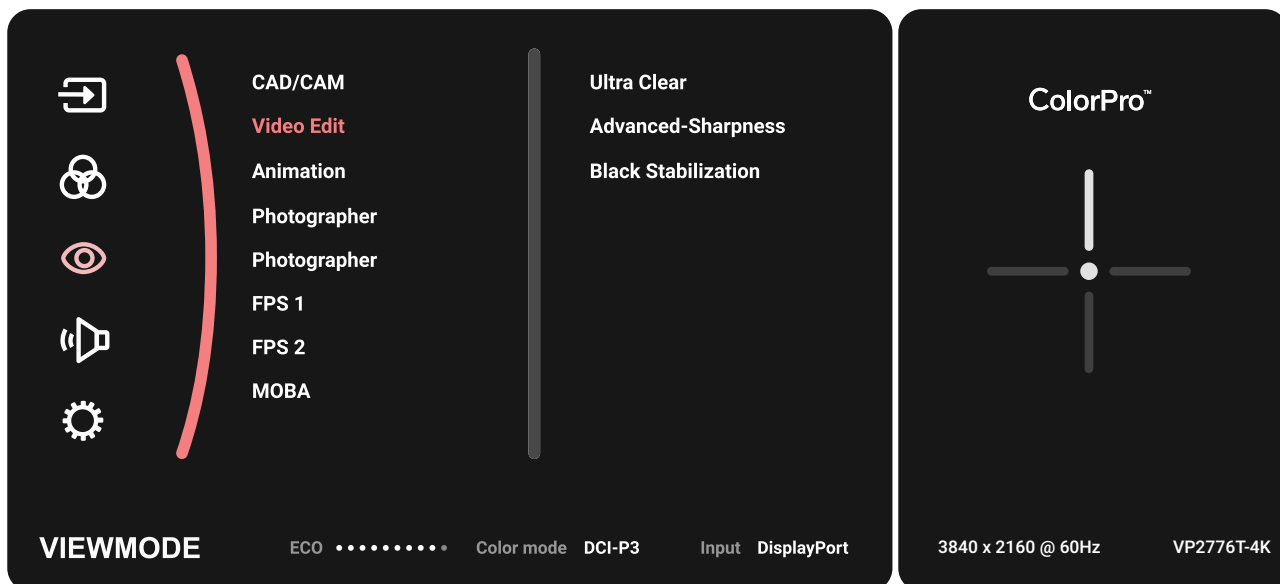 CAD/CAM
Video Edit
Animation
Photographer
Photographer
FPS 1
FPS 2
MOBA
Ultra Clear
Advanced-Sharpness
Black Stabilization
VIEWMODE
ECO
Color mode DCI-P3
Input DisplayPort
ColorPro™
3840 x 2160 @ 60Hz
VP2776T-4K